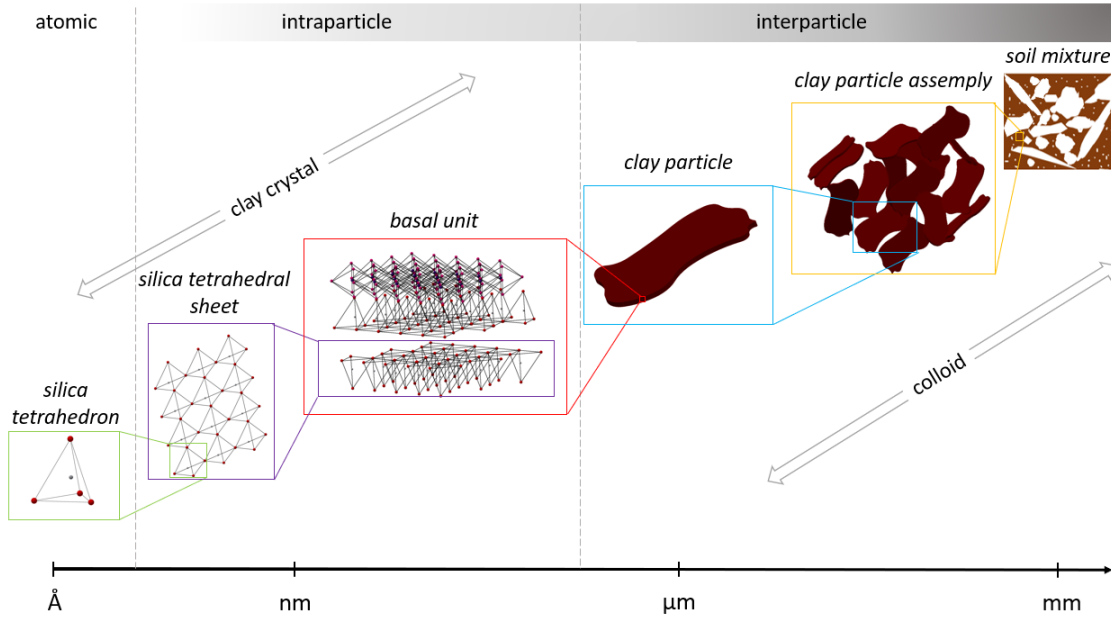 atomic
intraparticle
interparticle
soil mixture
clay particle assemply
clay particle
clay crystal
basal unit
silica tetrahedral
sheet
silica
tetrahedron
colloid
Å
nm
µm
mm